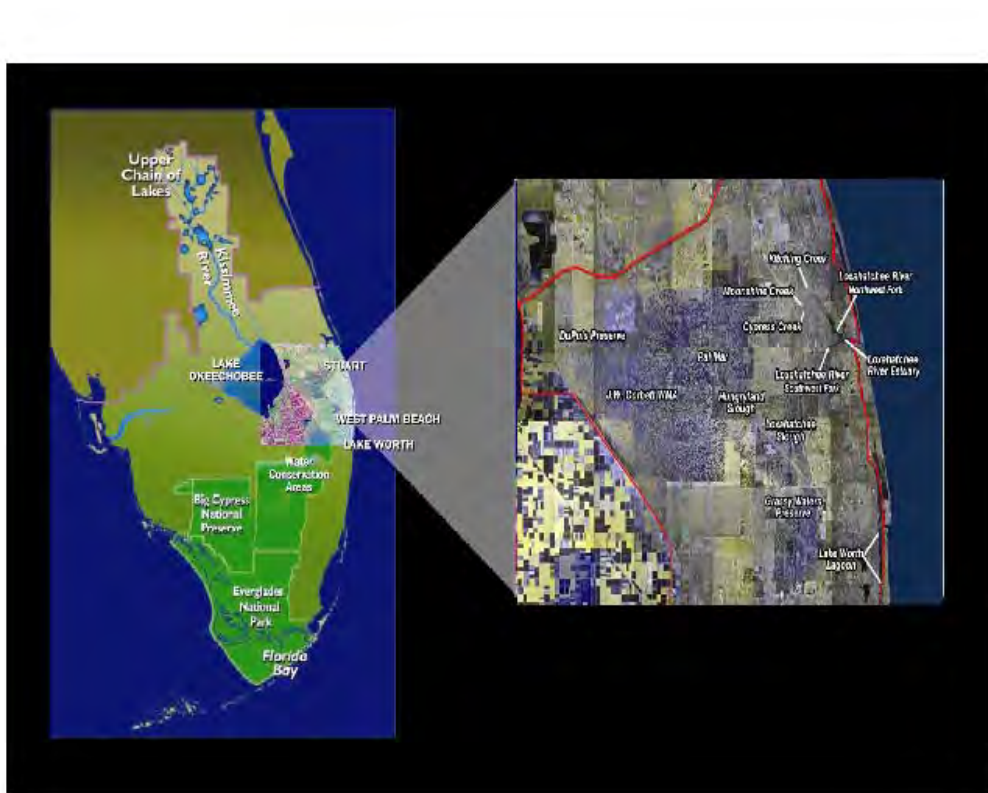 Upper
Chain of
Lakes
Kissimmee
River
LAKE
OKEECHOBEE
STUART
WEST PALM BEACH
LAKE WORTH
Water
Conservation
Areas
Big Cypress
National
Preserve
Everglades
National
Park
Florida
Bay
Kitching Creek
Loxahatchee River
Northwest Fork
Moonshine Creek
Cypress Creek
DuPuis Preserve
Pal Mar
Loxahatchee
River Estuary
Loxahatchee River
Southwest Fork
J.W. Corbett WMA
Hungryland
Slough
Loxahatchee
Slough
Grassy Waters
Preserve
Lake Worth
Lagoon